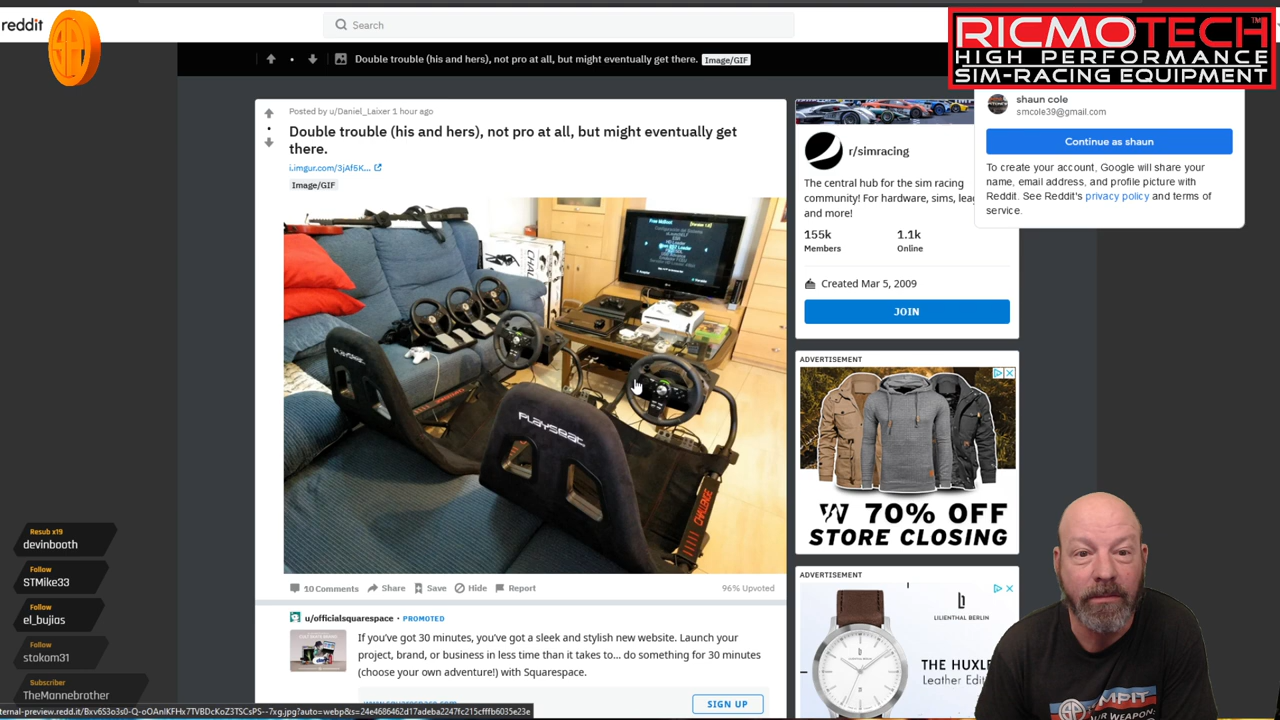 reddit
Search
RICMOTECH
HIGH PERFORMANCE
SIM-RACING EQUIPMENT
Double trouble (his and hers), not pro at all, but might eventually get there. Image/GIF
shaun cole
smcole39@gmail.com
Continue as shaun
To create your account, Google will share your
name, email address, and profile picture with
Reddit. See Reddit's privacy policy and terms of
service.
Posted by u/Daniel_Laixer 1 hour ago
Double trouble (his and hers), not pro at all, but might eventually get
there.
i.imgur.com/3jAf6K...
Image/GIF
r/simracing
The central hub for the sim racing
community! For hardware, sims,
and more!
155k
Members
1.1k
Online
Created Mar 5, 2009
JOIN
PLAYSEAT
PLAYSEAT
CHALLENGE
ADVERTISEMENT
70% OFF
STORE CLOSING
10 Comments
Share
Save
Hide
Report
96% Upvoted
ADVERTISEMENT
LILIENTHAL BERLIN
THE HUXLE
Leather Edit
u/officialsquarespace • PROMOTED
If you've got 30 minutes, you've got a sleek and stylish new website. Launch your
project, brand, or business in less time than it takes to... do something for 30 minutes
(choose your own adventure!) with Squarespace.
SIGN UP
Resub x19
devinbooth
Follow
STMike33
Follow
el_bujias
Follow
stokom31
Subscriber
TheMannebrother